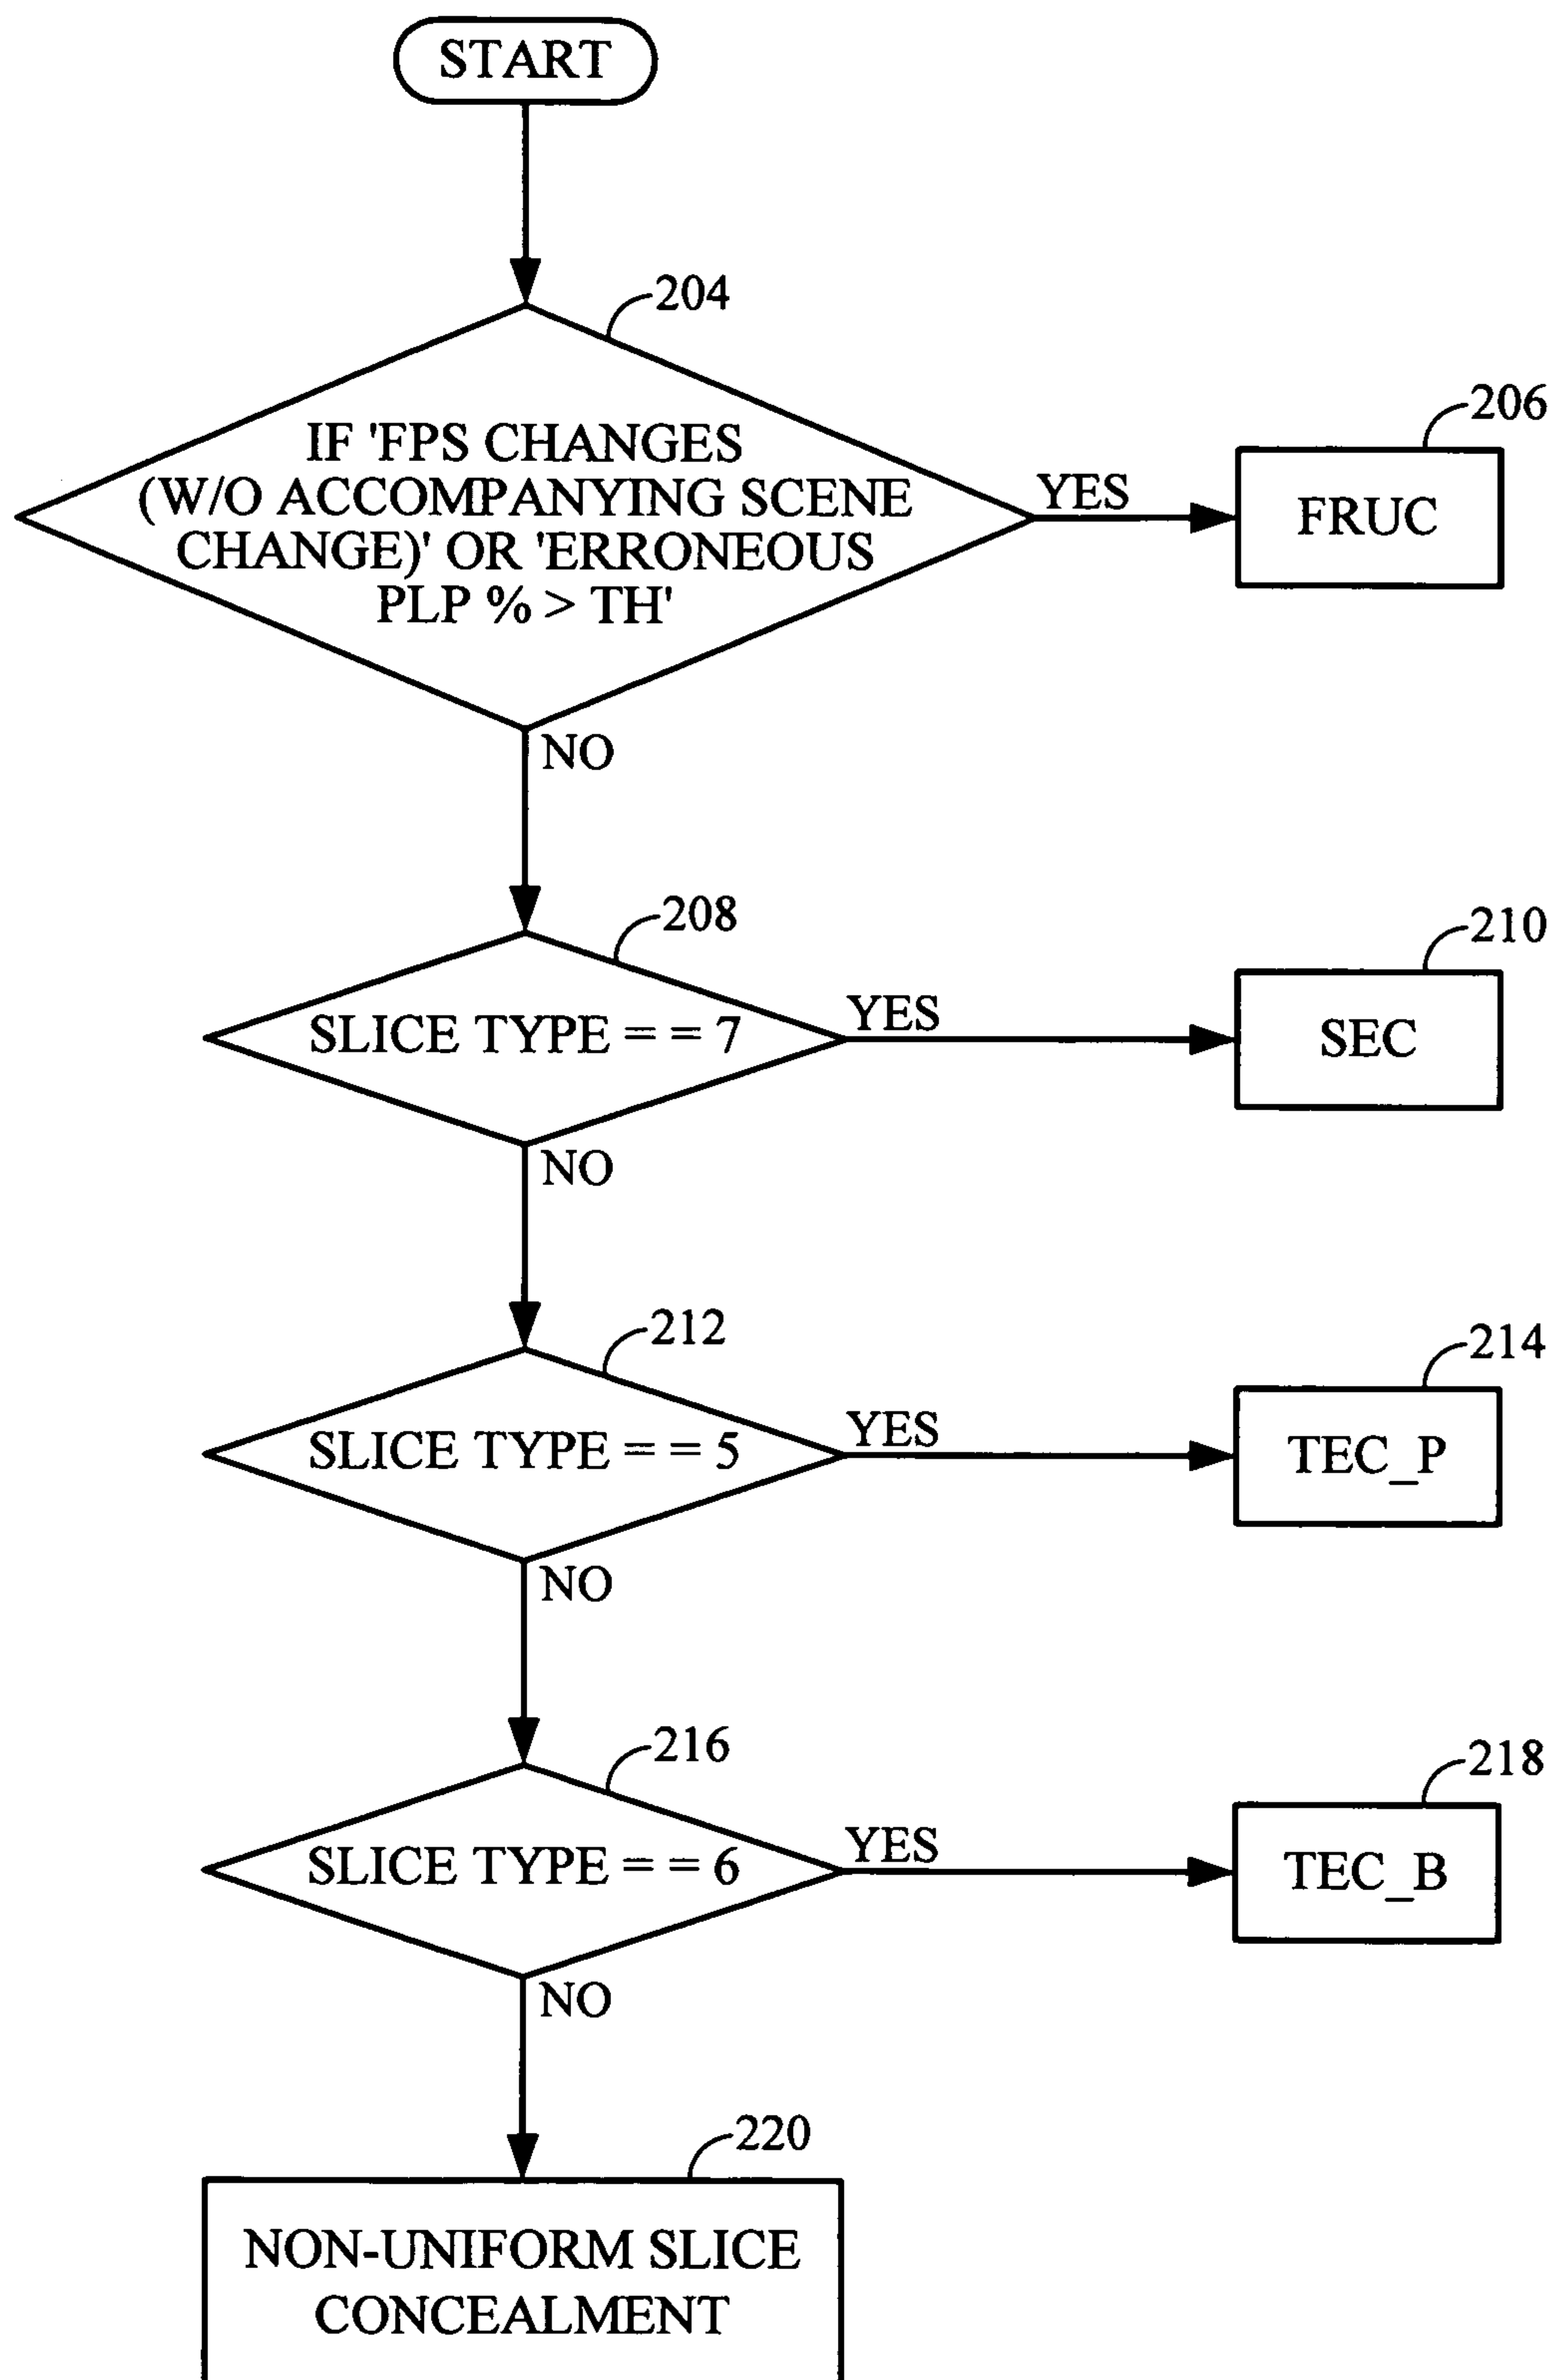 START
204
IF 'FPS CHANGES
(W/O ACCOMPANYING SCENE
CHANGE)' OR 'ERRONEOUS
PLP % > TH'
YES
206
FRUC
NO
208
SLICE TYPE = = 7
YES
210
SEC
NO
212
SLICE TYPE = = 5
YES
214
TEC_P
NO
216
SLICE TYPE = = 6
YES
218
TEC_B
NO
220
NON-UNIFORM SLICE
CONCEALMENT